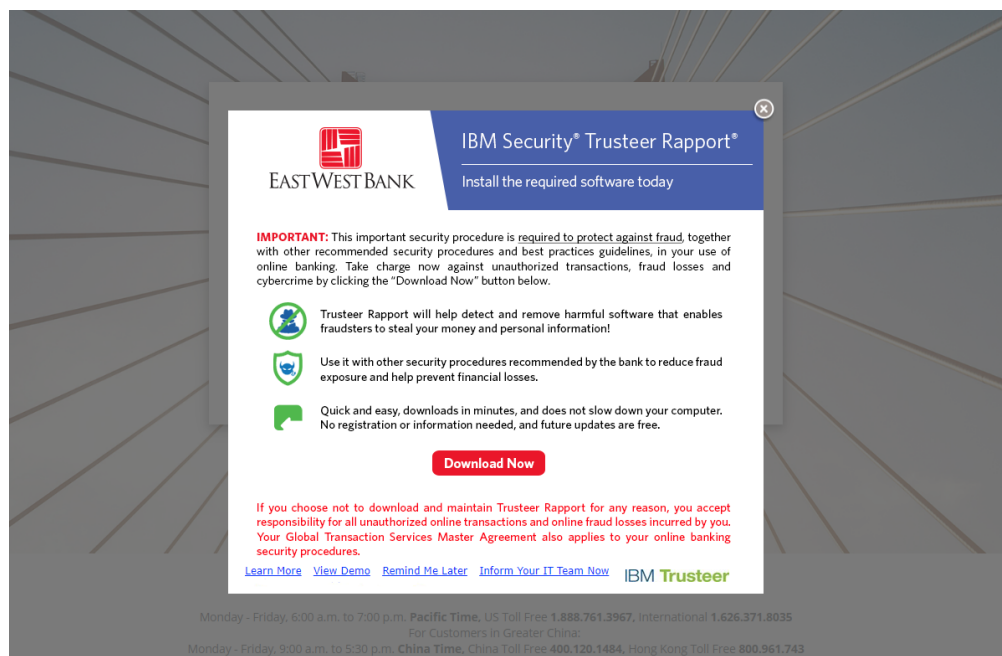 EASTWESTBANK
IBM Security® Trusteer Rapport®
Install the required software today
IMPORTANT: This important security procedure is required to protect against fraud, together
with other recommended security procedures and best practices guidelines, in your use of
online banking. Take charge now against unauthorized transactions, fraud losses and
cybercrime by clicking the “Download Now” button below.
Trusteer Rapport will help detect and remove harmful software that enables
fraudsters to steal your money and personal information!
Use it with other security procedures recommended by the bank to reduce fraud
exposure and help prevent financial losses.
Quick and easy, downloads in minutes, and does not slow down your computer.
No registration or information needed, and future updates are free.
Download Now
If you choose not to download and maintain Trusteer Rapport for any reason, you accept
responsibility for all unauthorized online transactions and online fraud losses incurred by you.
Your Global Transaction Services Master Agreement also applies to your online banking
security procedures.
Learn More View Demo Remind Me Later Inform Your IT Team Now IBM Trusteer
Monday - Friday, 6:00 a.m. to 7:00 p.m. Pacific Time, US Toll Free 1.888.761.3967, International 1.626.371.8035
For Customers in Greater China:
Monday - Friday, 9:00 a.m. to 5:30 p.m. China Time, China Toll Free 400.120.1484, Hong Kong Toll Free 800.961.743